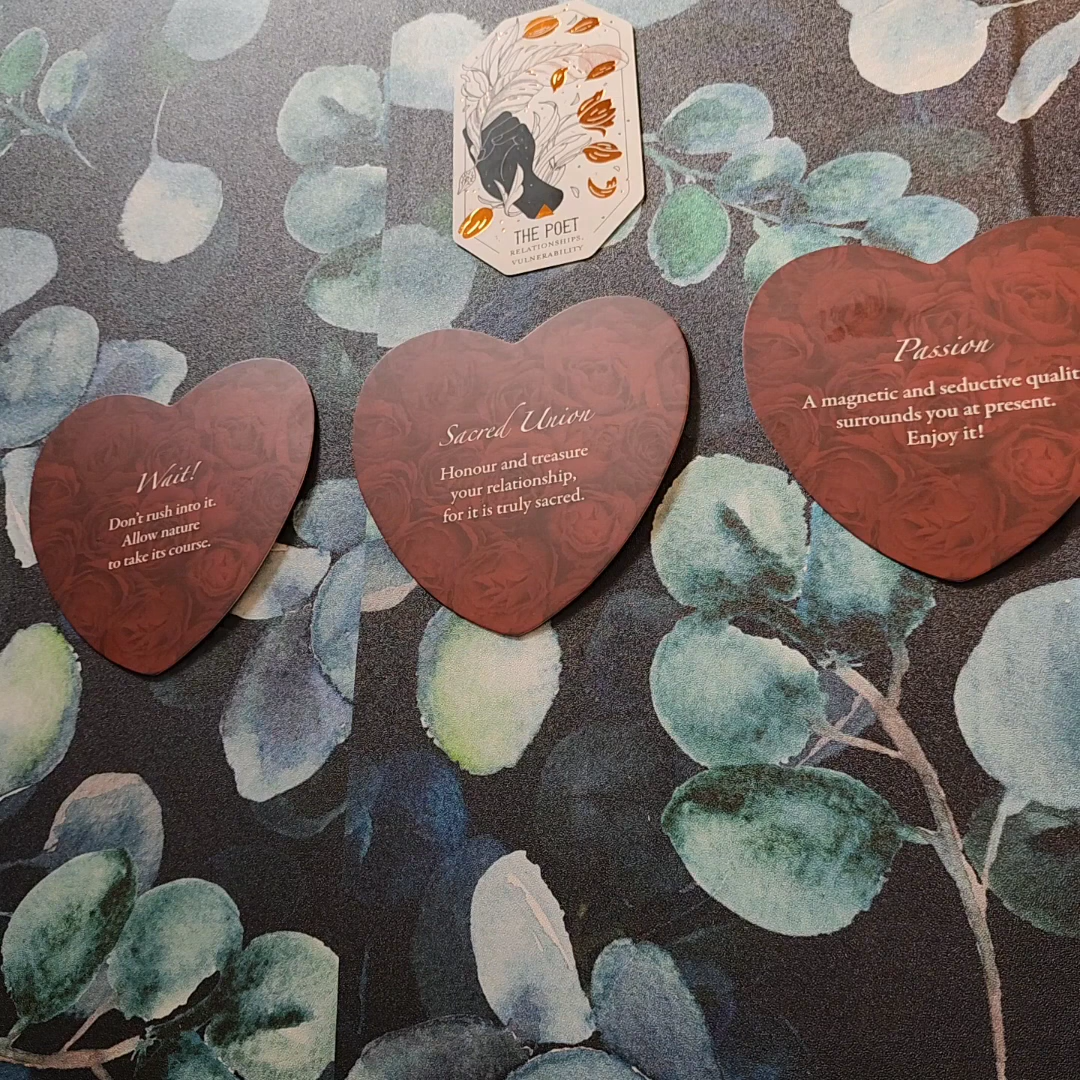 THE POET
RELATIONSHIPS,
VULNERABILITY
Wait!
Don't rush into it.
Allow nature
to take its course.
Sacred Union
Honour and treasure
your relationship,
for it is truly sacred.
Passion
A magnetic and seductive
surrounds you at present.
Enjoy it!